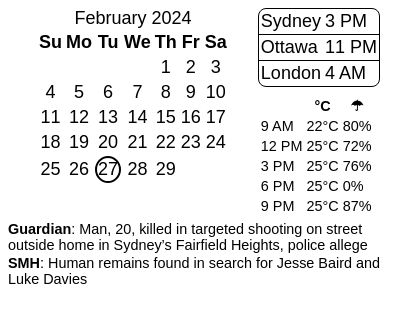 February 2024
Su Mo Tu We Th Fr Sa
1 2 3
4 5 6 7 8 9 10
11 12 13 14 15 16 17
18 19 20 21 22 23 24
25 26 27 28 29
Sydney 3 PM
Ottawa 11 PM
London 4 AM
°C ☂
9 AM 22°C 80%
12 PM 25°C 72%
3 PM 25°C 76%
6 PM 25°C 0%
9 PM 25°C 87%
Guardian: Man, 20, killed in targeted shooting on street
outside home in Sydney’s Fairfield Heights, police allege
SMH: Human remains found in search for Jesse Baird and
Luke Davies